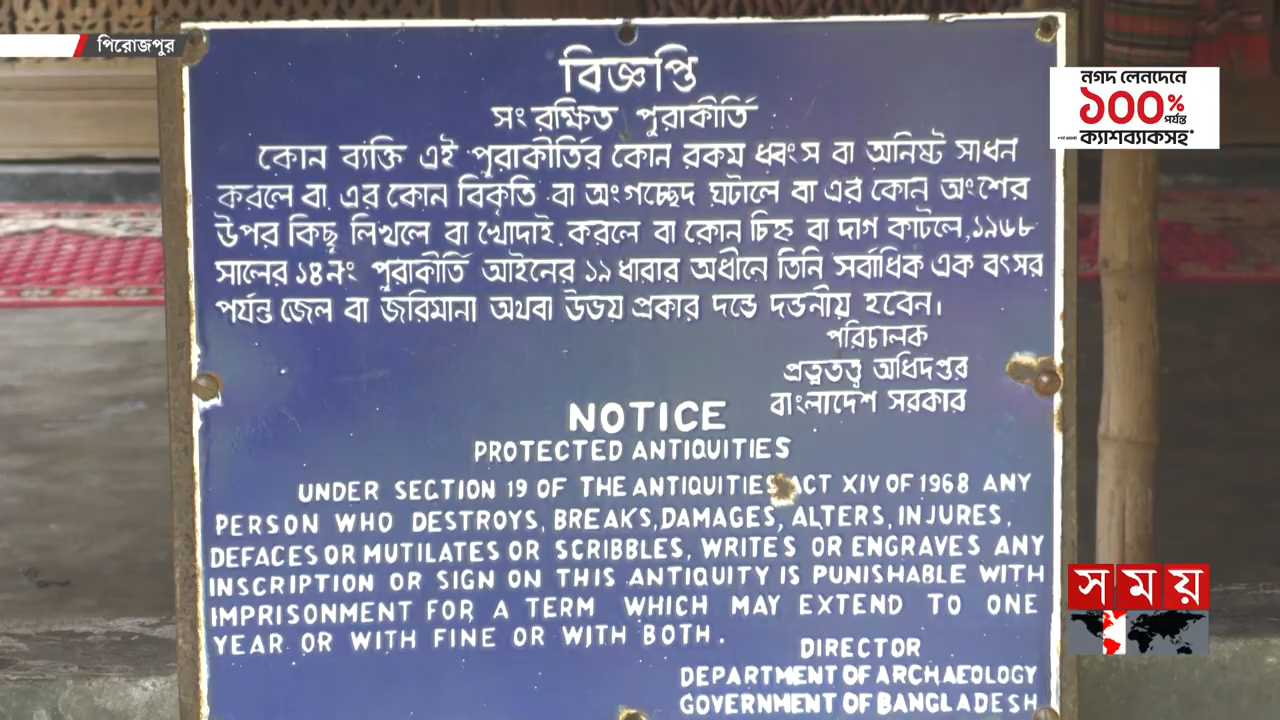 পিরোজপুর
বিজ্ঞপ্তি
সংরক্ষিত পুরাকীর্তি
কোন ব্যক্তি এই পুরাকীর্তির কোন রকম ধ্বংস বা অনিষ্ট সাধন
করলে বা এর কোন বিকৃতি বা অংগচ্ছেদ ঘটালে বা এর কোন অংশের
উপর কিছু লিখলে বা খোদাই করলে বা কোন চিহ্ন বা দাগ কাটলে, ১৯৬৮
সালের ১৪নং পুরাকীর্তি আইনের ১৯ ধারার অধীনে তিনি সর্বাধিক এক বৎসর
পর্যন্ত জেল বা জরিমানা অথবা উভয় প্রকার দন্ডে দন্ডনীয় হবেন।
পরিচালক
প্রত্নতত্ত্ব অধিদপ্তর
বাংলাদেশ সরকার
NOTICE
PROTECTED ANTIQUITIES
UNDER SECTION 19 OF THE ANTIQUITIES ACT XIV OF 1968 ANY
PERSON WHO DESTROYS, BREAKS, DAMAGES, ALTERS, INJURES,
DEFACES OR MUTILATES OR SCRIBBLES, WRITES OR ENGRAVES ANY
INSCRIPTION OR SIGN ON THIS ANTIQUITY IS PUNISHABLE WITH
IMPRISONMENT FOR A TERM WHICH MAY EXTEND TO ONE
YEAR OR WITH FINE OR WITH BOTH.
DIRECTOR
DEPARTMENT OF ARCHAEOLOGY
GOVERNMENT OF BANGLADESH
নগদ লেনদেনে
১০০% পর্যন্ত
ক্যাশব্যাকসহ*
সময়